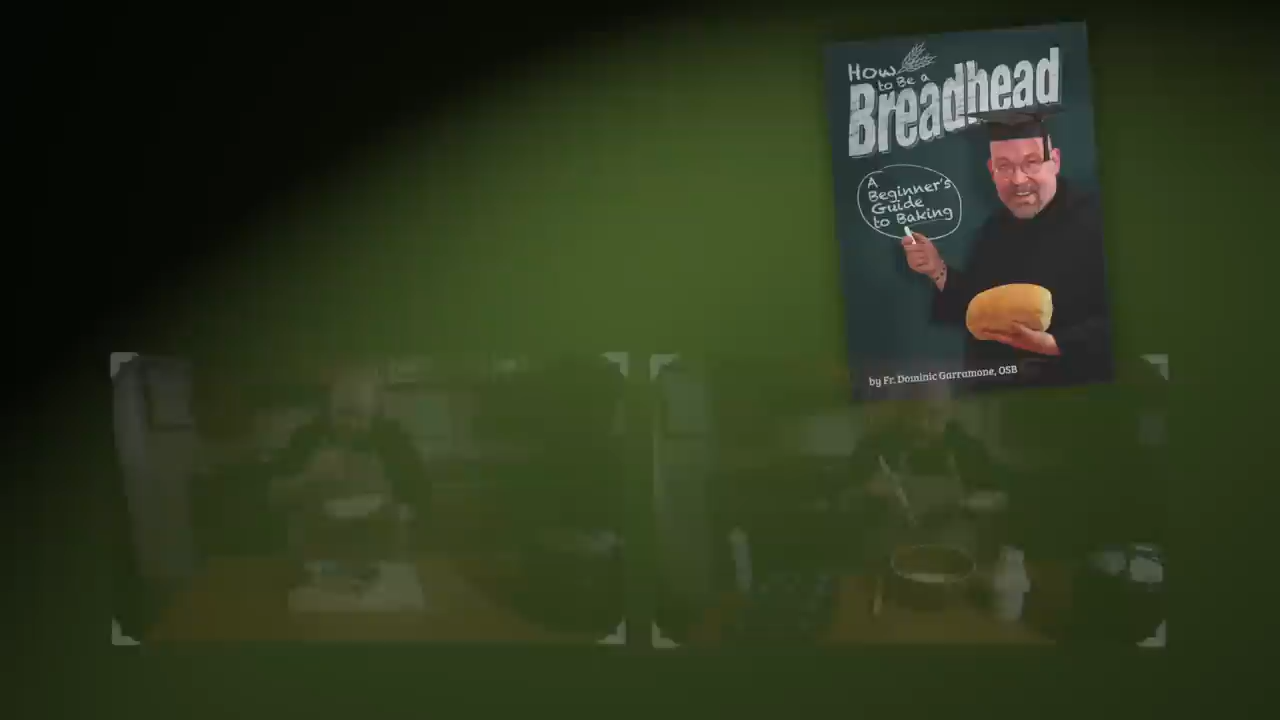 How
to Be a
Breadhead
A
Beginner's
Guide
to Baking
by Fr. Dominic Garramone, OSB